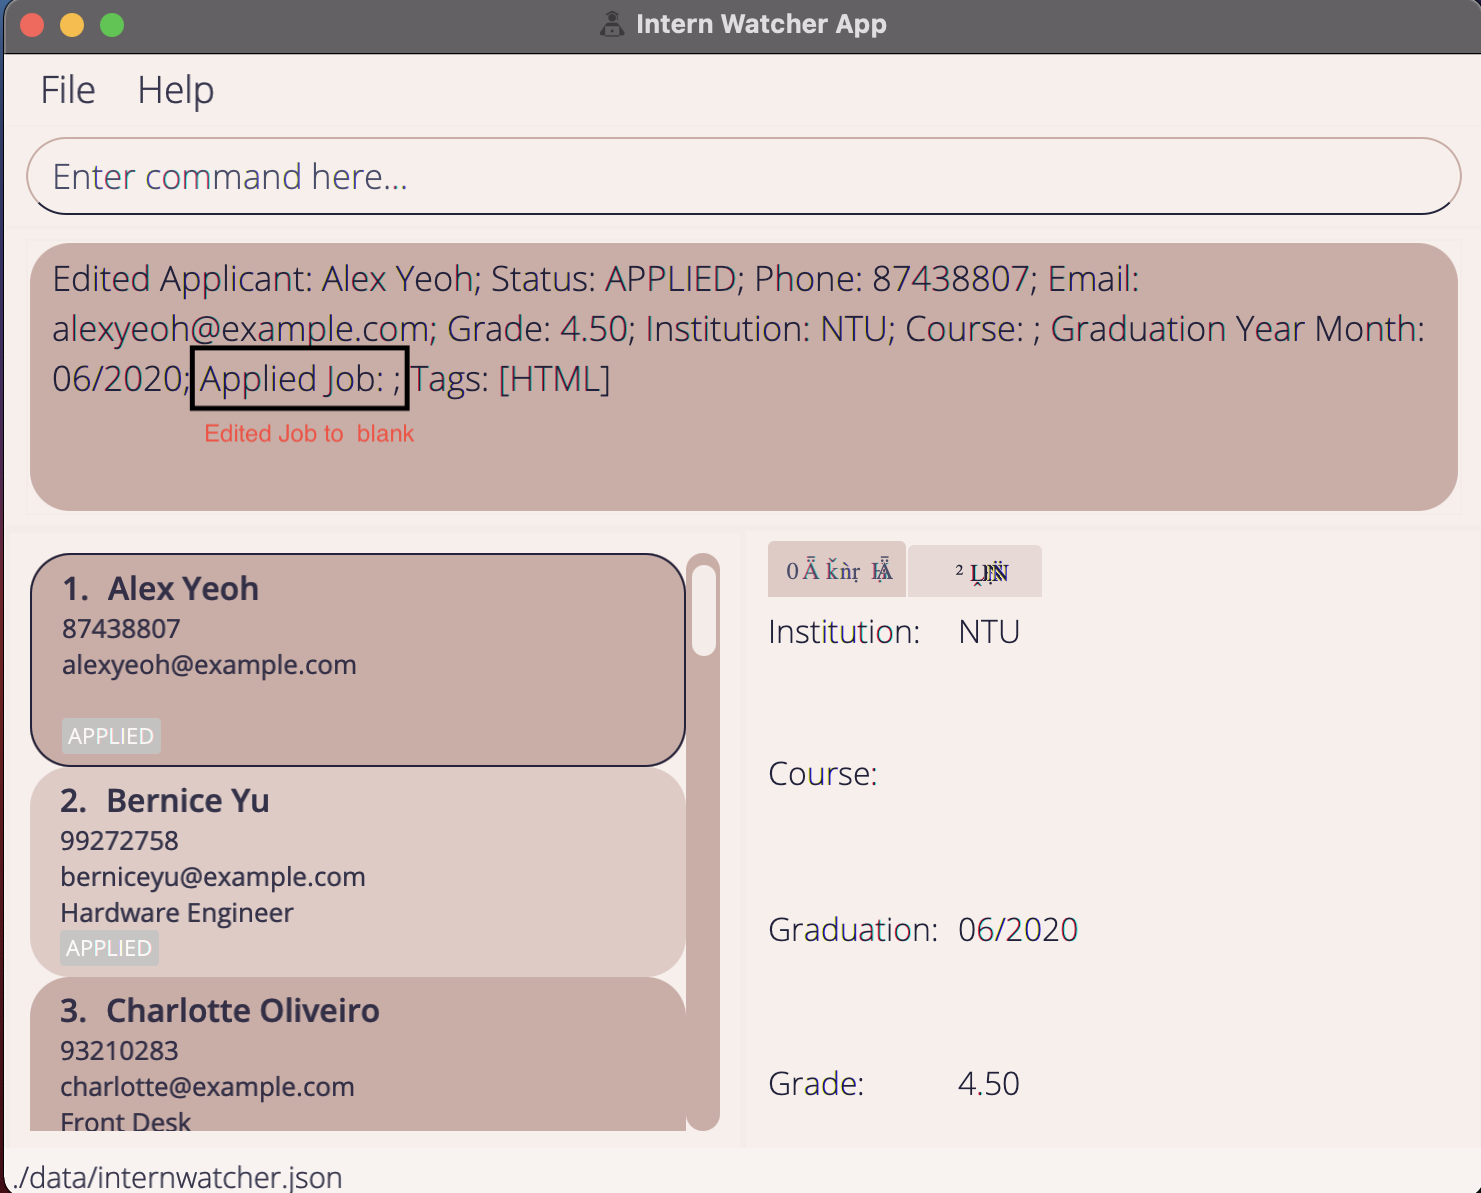 Intern Watcher App
File Help
Enter command here...
Edited Applicant: Alex Yeoh; Status: APPLIED; Phone: 87438807; Email:
alexyeoh@example.com; Grade: 4.50; Institution: NTU; Course: ; Graduation Year Month:
06/2020; Applied Job: ; Tags: [HTML]
Edited Job to blank
1. Alex Yeoh
87438807
alexyeoh@example.com
APPLIED
2. Bernice Yu
99272758
berniceyu@example.com
Hardware Engineer
APPLIED
3. Charlotte Oliveiro
93210283
charlotte@example.com
Front Desk
Institution: NTU
Course:
Graduation: 06/2020
Grade: 4.50
./data/internwatcher.json